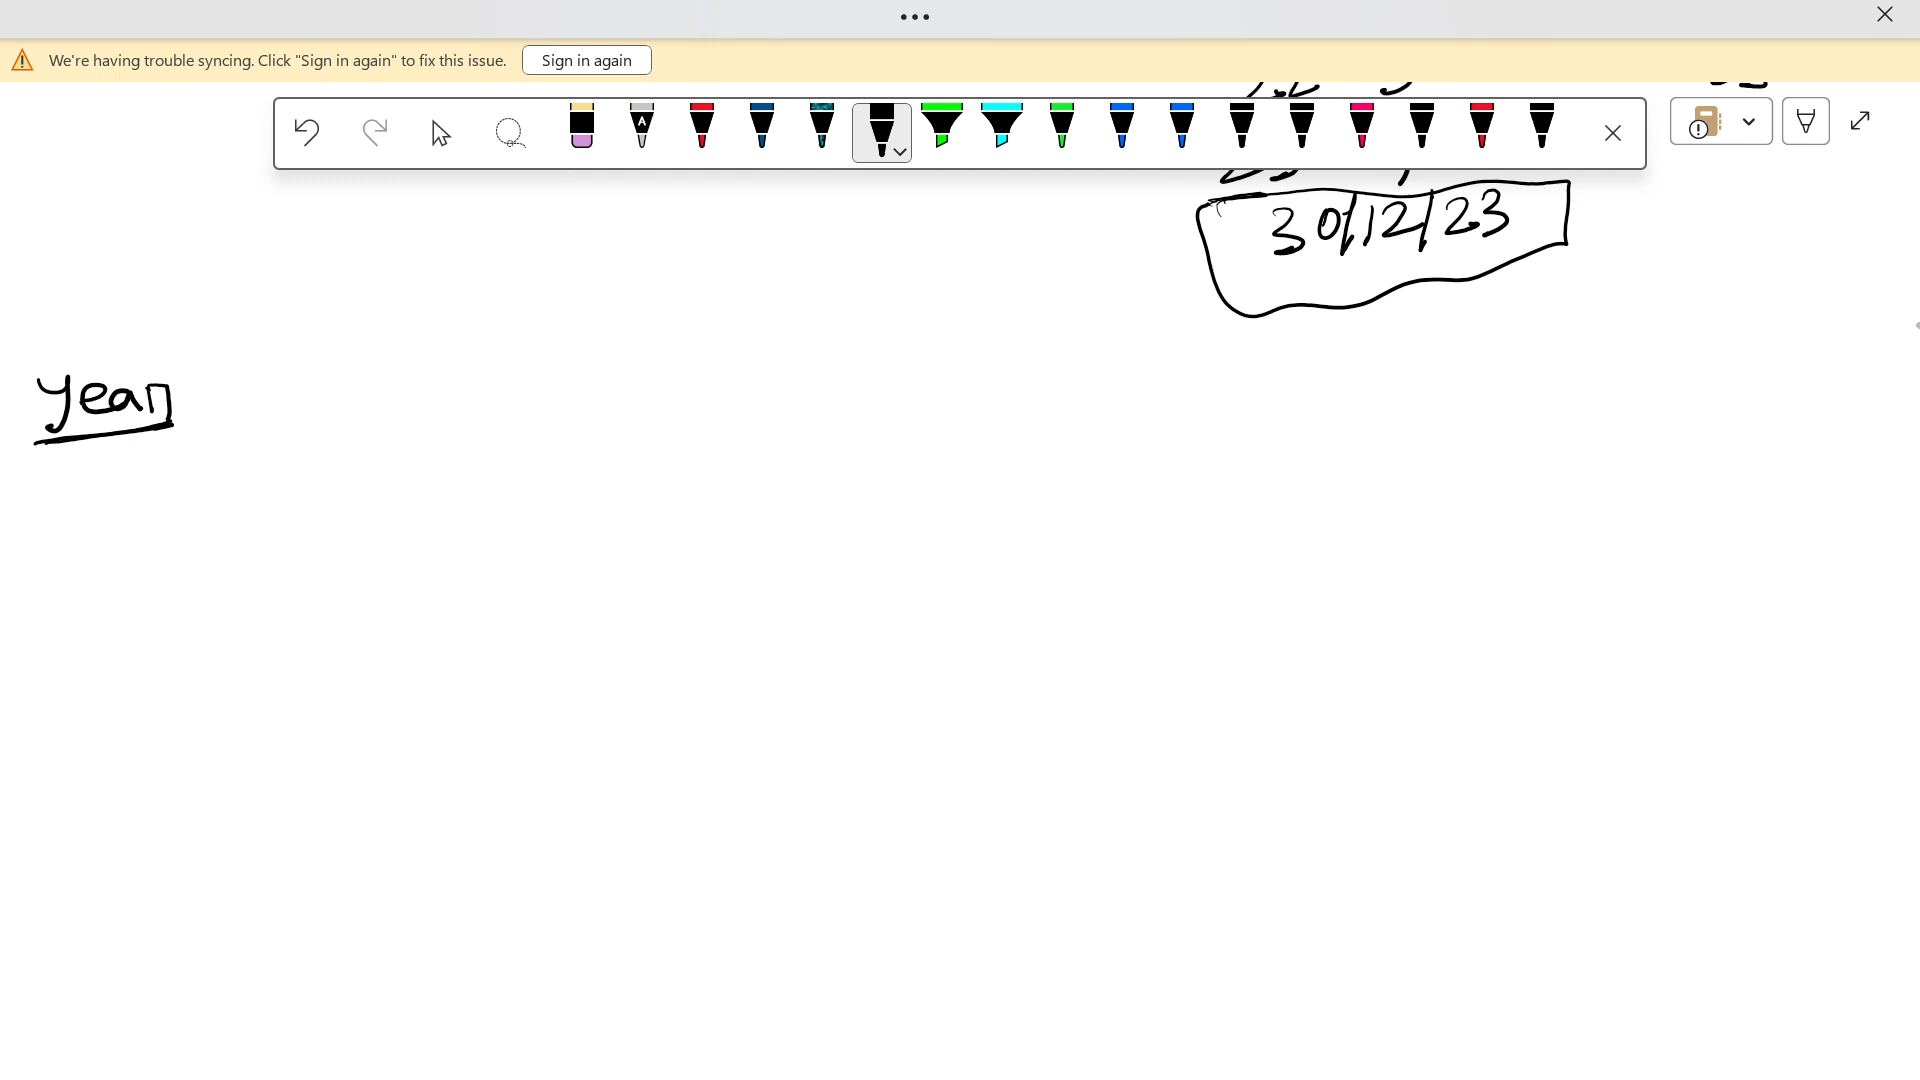 We're having trouble syncing. Click "Sign in again" to fix this issue.
Sign in again
A
30/12/23
year